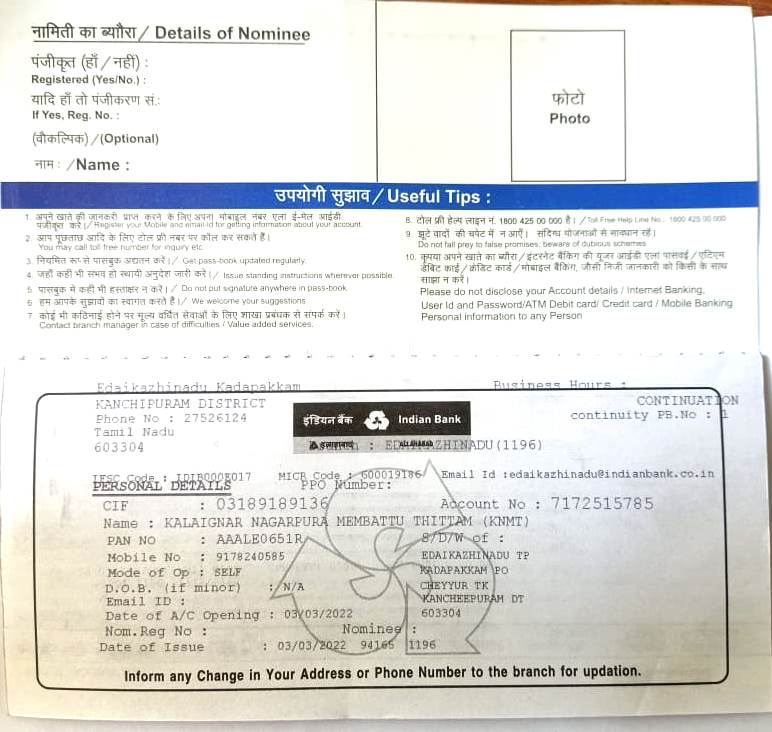 नामिती का ब्यौरा / Details of Nominee
पंजीकृत (हाँ / नहीं) :
Registered (Yes/No.) :
यादि हाँ तो पंजीकरण सं.:
If Yes, Reg. No. :
(वौकल्पिक) / (Optional)
नाम : / Name :
फोटो
Photo
उपयोगी सुझाव / Useful Tips :
1. अपने खाते की जानकरी प्राप्त करने के लिए अपना मोबाइल नंबर एलां ई-मेल आईडी
पंजीकृत करें। / Register your Mobile and email-id for getting information about your account.
2. आप पूछताछ आदि के लिए टोल फ्री नंबर पर कॉल कर सकते हैं।
You may call toll free number for inquiry etc
3. नियमित रूप से पासबुक अद्यतन करें। / Get pass-book updated regularly.
4. जहाँ कही भी संभव हो स्थायी अनुदेश जारी करें। / Issue standing instructions wherever possible.
5. पासबुक में कही भी हस्ताक्षर न करें। / Do not put signature anywhere in pass-book
6. हम आपके सुझावों का स्वागत करते हैं। / We welcome your suggestions
7. कोई भी कठिनाई होने पर मूल्य वर्धित सेवाओं के लिए शाखा प्रबंधक से संपर्क करें।
Contact branch manager in case of difficulties / Value added services.
8. टोल फ्री हेल्प लाइन नं. 1800 425 00 000 है। / Toll Free Help Line No.: 1800 425 00 000
9. झूटे वादों की चपेट में न आएँ। संदिग्ध योजनाओं से सावधान रहें।
Do not fall prey to false promises; beware of dubious schemes
10. कृपया अपने खाते का ब्यौरा / इंटरनेट बैंकिग की यूजर आईडी एलां पासवर्ड / एटिएम
डेबिट कार्ड / क्रेडिट कार्ड / मोबाइल बैंकिग, जौसी निजी जानकारी को किसी के साथ
साझा न करें।
Please do not disclose your Account details / Internet Banking,
User Id and Password/ATM Debit card/ Credit card / Mobile Banking
Personal information to any Person
Edaikazhinadu Kadapakkam
Business Hours :
KANCHIPURAM DISTRICT
CONTINUATION
Phone No : 27526124
continuity PB.No : 1
Tamil Nadu
603304
इंडियन बैंक Indian Bank
इलाहाबाद ALLAHABAD
: EDAIKAZHINADU(1196)
IFSC Code : IDIB000E017 MICR Code : 600019186 Email Id :edaikazhinadu@indianbank.co.in
PERSONAL DETAILS PPO Number:
CIF : 03189189136 Account No : 7172515785
Name : KALAIGNAR NAGARPURA MEMBATTU THITTAM (KNMT)
PAN NO : AAALE0651R S/D/W of :
Mobile No : 9178240585 EDAIKAZHINADU TP
Mode of Op : SELF KADAPAKKAM PO
D.O.B. (if minor) : N/A CHEYYUR TK
Email ID : KANCHEEPURAM DT
Date of A/C Opening : 03/03/2022 603304
Nom.Reg No : Nominee :
Date of Issue : 03/03/2022 94165 1196
Inform any Change in Your Address or Phone Number to the branch for updation.